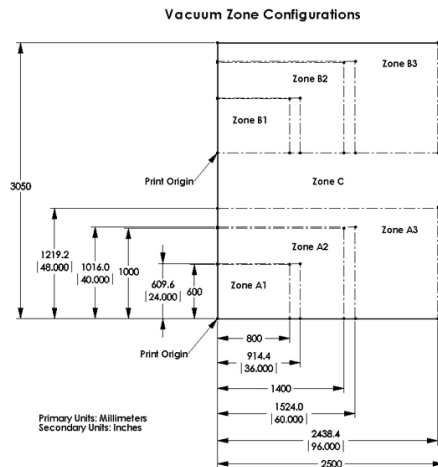 Vacuum Zone Configurations
Zone B3
Zone B2
Zone B1
Print Origin
Zone C
3050
1219.2
[48.000]
1016.0
[40.000]
1000
609.6
[24.000]
600
Zone A3
Zone A2
Zone A1
Print Origin
800
914.4
[36.000]
1400
1524.0
[60.000]
2438.4
[96.000]
2500
Primary Units: Millimeters
Secondary Units: Inches